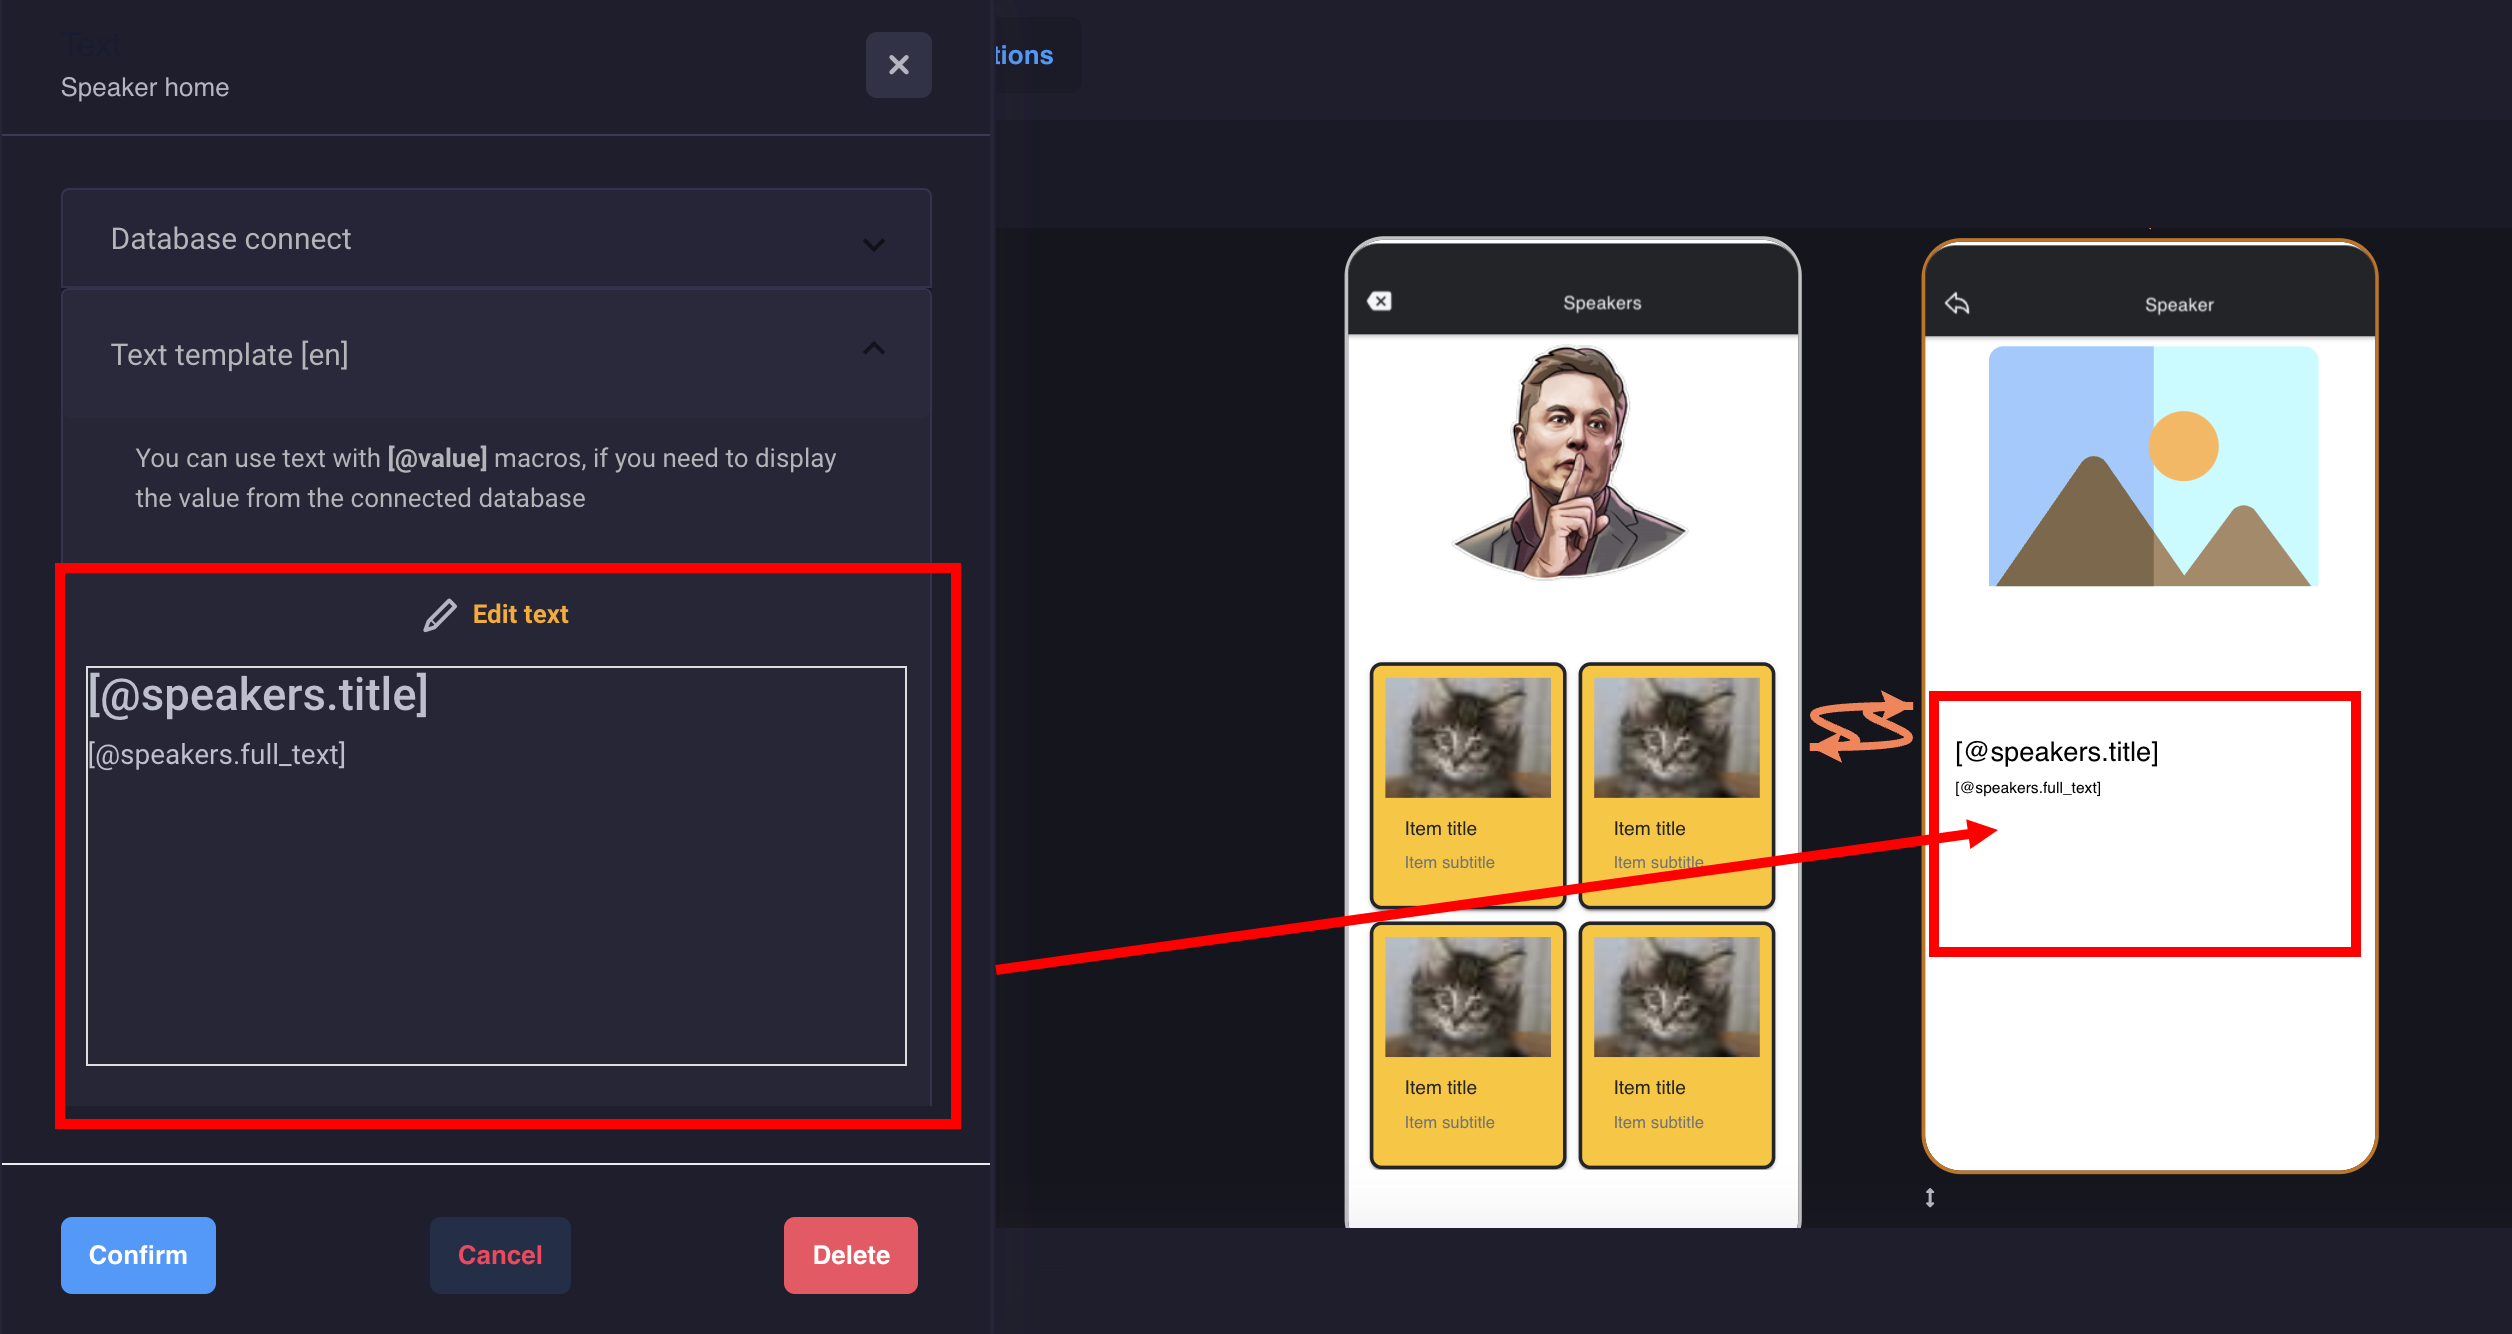 Text
Speaker home
tions
Database connect
Text template [en]
You can use text with [@value] macros, if you need to display
the value from the connected database
Edit text
[@speakers.title]
[@speakers.full_text]
Confirm
Cancel
Delete
Speakers
Item title
Item subtitle
Item title
Item subtitle
Item title
Item subtitle
Item title
Item subtitle
Speaker
[@speakers.title]
[@speakers.full_text]